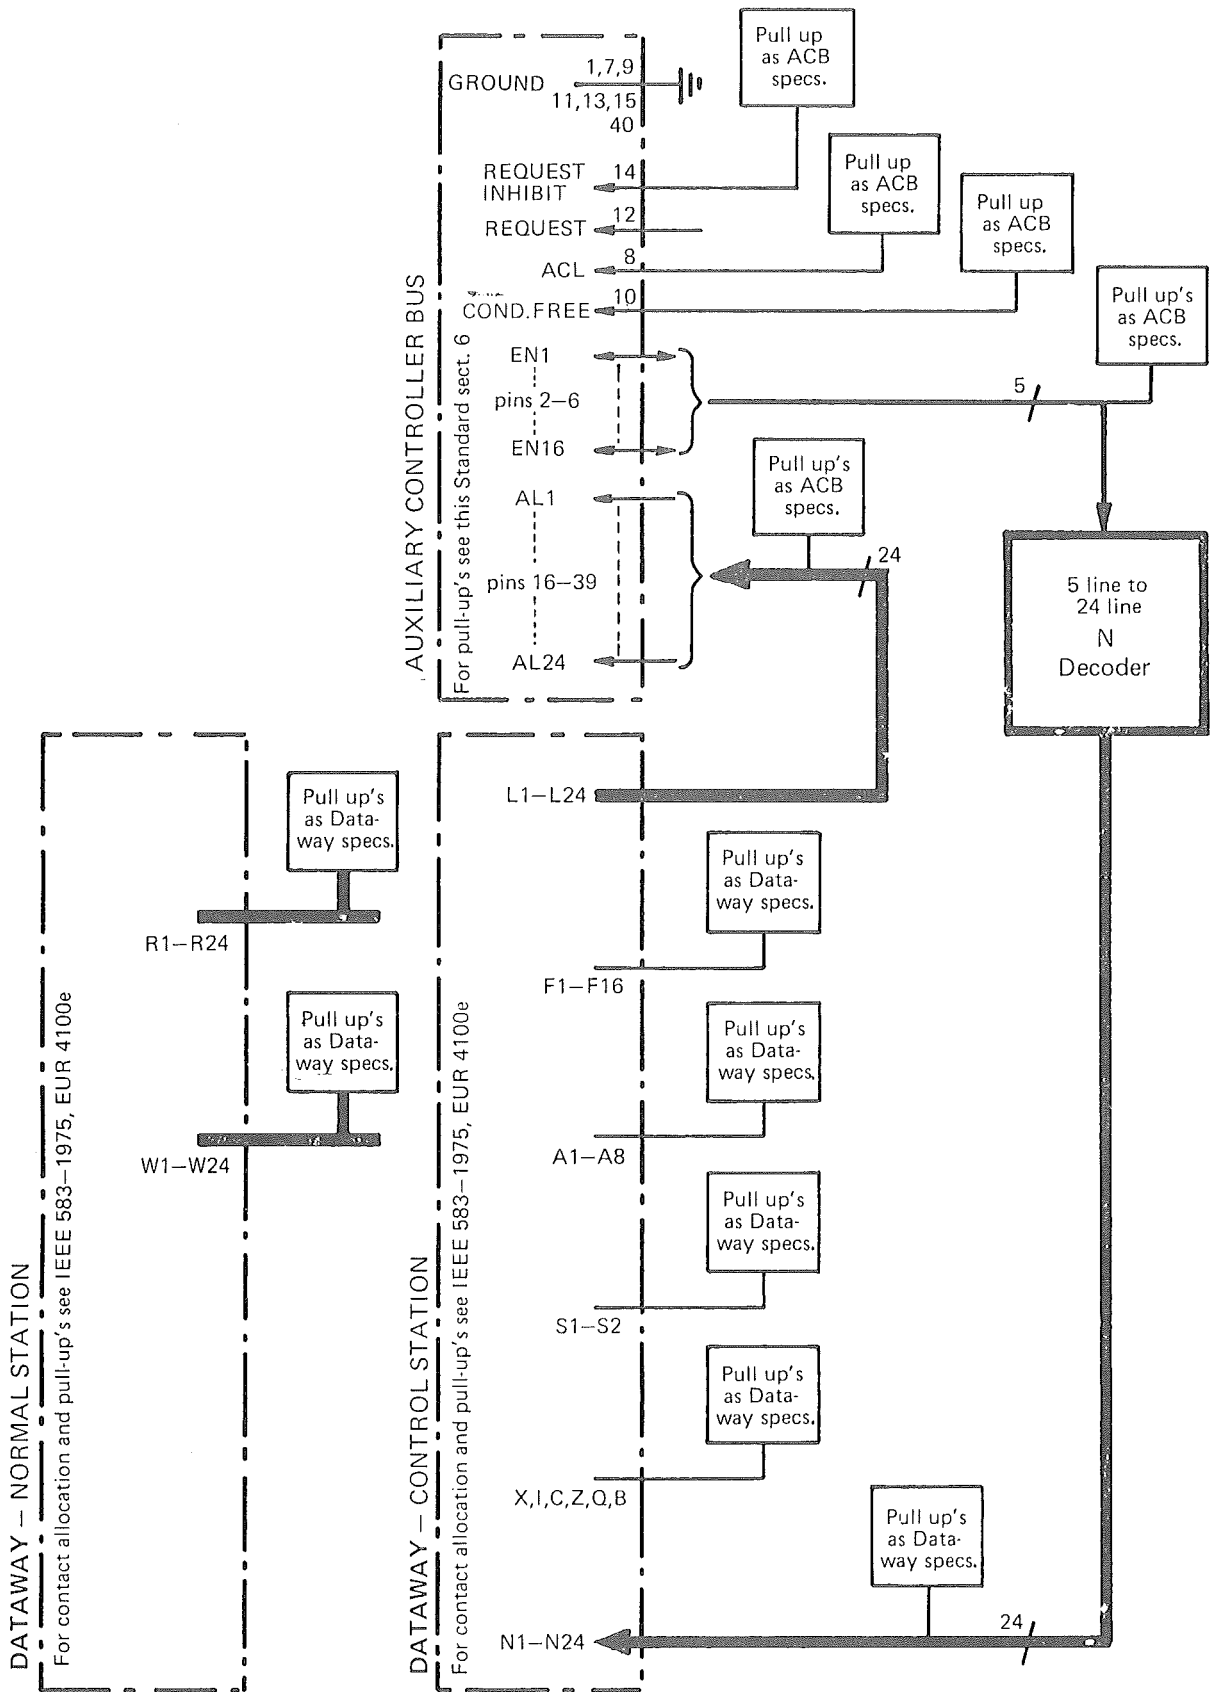 Pull up
as ACB
specs.
GROUND
1,7,9
11,13,15
40
REQUEST
INHIBIT
14
Pull up
as ACB
specs.
REQUEST
12
Pull up
as ACB
specs.
ACL
8
COND.FREE
10
Pull up's
as ACB
specs.
AUXILIARY CONTROLLER BUS
For pull-up's see this Standard sect. 6
EN1
pins 2–6
EN16
5
AL1
pins 16–39
AL24
Pull up's
as ACB
specs.
24
5 line to
24 line
N
Decoder
DATAWAY – NORMAL STATION
For contact allocation and pull-up's see IEEE 583–1975, EUR 4100e
Pull up's
as Data-
way specs.
R1–R24
Pull up's
as Data-
way specs.
W1–W24
DATAWAY – CONTROL STATION
For contact allocation and pull-up's see IEEE 583–1975, EUR 4100e
L1–L24
Pull up's
as Data-
way specs.
F1–F16
Pull up's
as Data-
way specs.
A1–A8
Pull up's
as Data-
way specs.
S1–S2
Pull up's
as Data-
way specs.
X,I,C,Z,Q,B
Pull up's
as Data-
way specs.
N1–N24
24